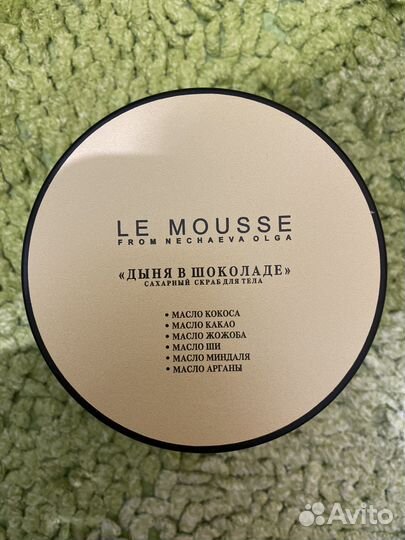 LE MOUSSE
FROM NECHAEVA OLGA
«ДЫНЯ В ШОКОЛАДЕ»
САХАРНЫЙ СКРАБ ДЛЯ ТЕЛА
• МАСЛО КОКОСА
• МАСЛО КАКАО
• МАСЛО ЖОЖОБА
• МАСЛО ШИ
• МАСЛО МИНДАЛЯ
• МАСЛО АРГАНЫ
Avito